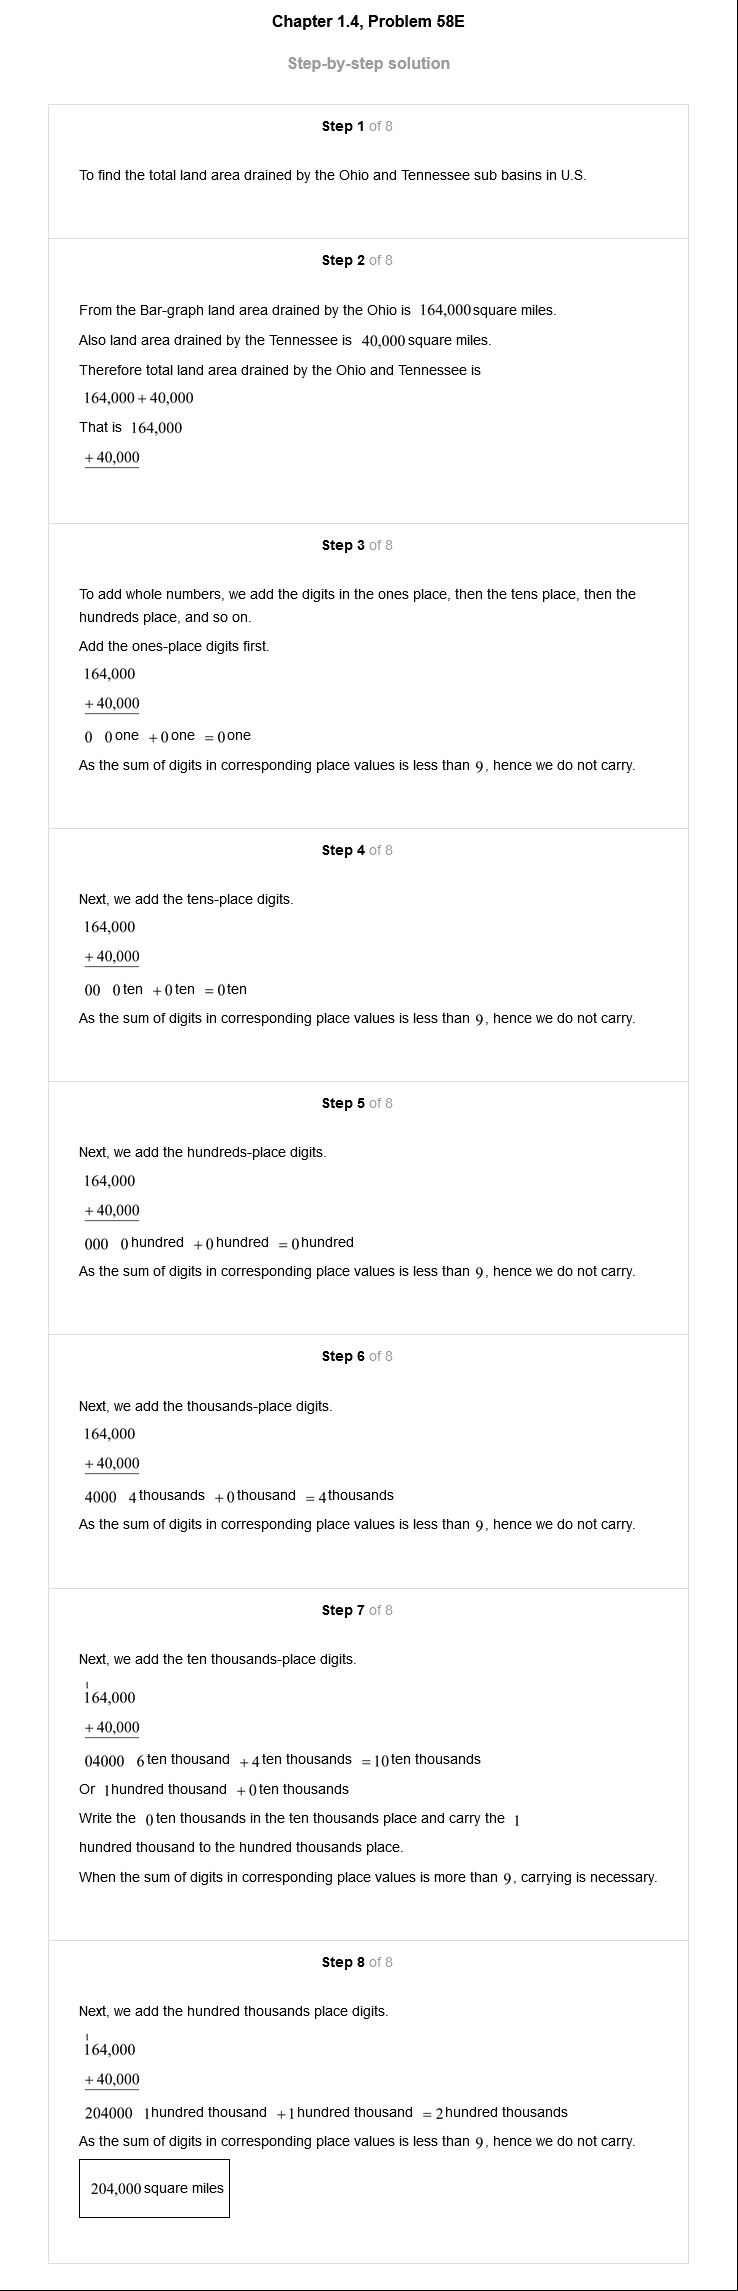 Chapter 1.4, Problem 58E
Step-by-step solution
Step 1 of 8
To find the total land area drained by the Ohio and Tennessee sub basins in U.S.
Step 2 of 8
From the Bar-graph land area drained by the Ohio is 164,000 square miles.
Also land area drained by the Tennessee is 40,000 square miles.
Therefore total land area drained by the Ohio and Tennessee is
164,000 + 40,000
That is 164,000
+ 40,000
Step 3 of 8
To add whole numbers, we add the digits in the ones place, then the tens place, then the
hundreds place, and so on.
Add the ones-place digits first.
164,000
+ 40,000
0 0 one + 0 one = 0 one
As the sum of digits in corresponding place values is less than 9, hence we do not carry.
Step 4 of 8
Next, we add the tens-place digits.
164,000
+ 40,000
00 0 ten + 0 ten = 0 ten
As the sum of digits in corresponding place values is less than 9, hence we do not carry.
Step 5 of 8
Next, we add the hundreds-place digits.
164,000
+ 40,000
000 0 hundred + 0 hundred = 0 hundred
As the sum of digits in corresponding place values is less than 9, hence we do not carry.
Step 6 of 8
Next, we add the thousands-place digits.
164,000
+ 40,000
4000 4 thousands + 0 thousand = 4 thousands
As the sum of digits in corresponding place values is less than 9, hence we do not carry.
Step 7 of 8
Next, we add the ten thousands-place digits.
1
164,000
+ 40,000
04000 6 ten thousand + 4 ten thousands = 10 ten thousands
Or 1 hundred thousand + 0 ten thousands
Write the 0 ten thousands in the ten thousands place and carry the 1
hundred thousand to the hundred thousands place.
When the sum of digits in corresponding place values is more than 9, carrying is necessary.
Step 8 of 8
Next, we add the hundred thousands place digits.
1
164,000
+ 40,000
204000 1 hundred thousand + 1 hundred thousand = 2 hundred thousands
As the sum of digits in corresponding place values is less than 9, hence we do not carry.
204,000 square miles